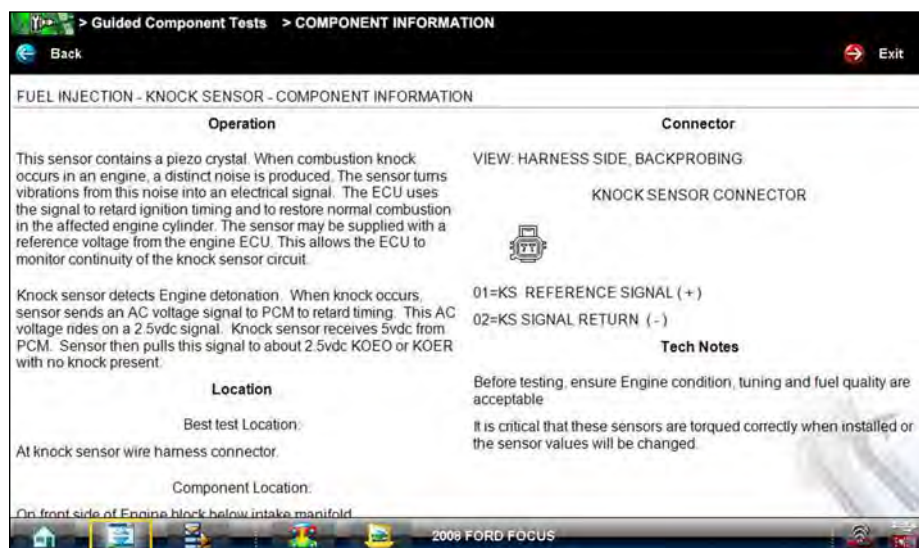 > Guided Component Tests > COMPONENT INFORMATION
Back
Exit
FUEL INJECTION - KNOCK SENSOR - COMPONENT INFORMATION
Operation
This sensor contains a piezo crystal. When combustion knock
occurs in an engine, a distinct noise is produced. The sensor turns
vibrations from this noise into an electrical signal. The ECU uses
the signal to retard ignition timing and to restore normal combustion
in the affected engine cylinder. The sensor may be supplied with a
reference voltage from the engine ECU. This allows the ECU to
monitor continuity of the knock sensor circuit.
Knock sensor detects Engine detonation. When knock occurs,
sensor sends an AC voltage signal to PCM to retard timing. This AC
voltage rides on a 2.5vdc signal. Knock sensor receives 5vdc from
PCM. Sensor then pulls this signal to about 2.5vdc KOEO or KOER
with no knock present.
Location
Best test Location:
At knock sensor wire harness connector.
Component Location:
On front side of Engine block below intake manifold
Connector
VIEW: HARNESS SIDE, BACKPROBING
KNOCK SENSOR CONNECTOR
01=KS REFERENCE SIGNAL (+)
02=KS SIGNAL RETURN (-)
Tech Notes
Before testing, ensure Engine condition, tuning and fuel quality are
acceptable
It is critical that these sensors are torqued correctly when installed or
the sensor values will be changed.
2008 FORD FOCUS